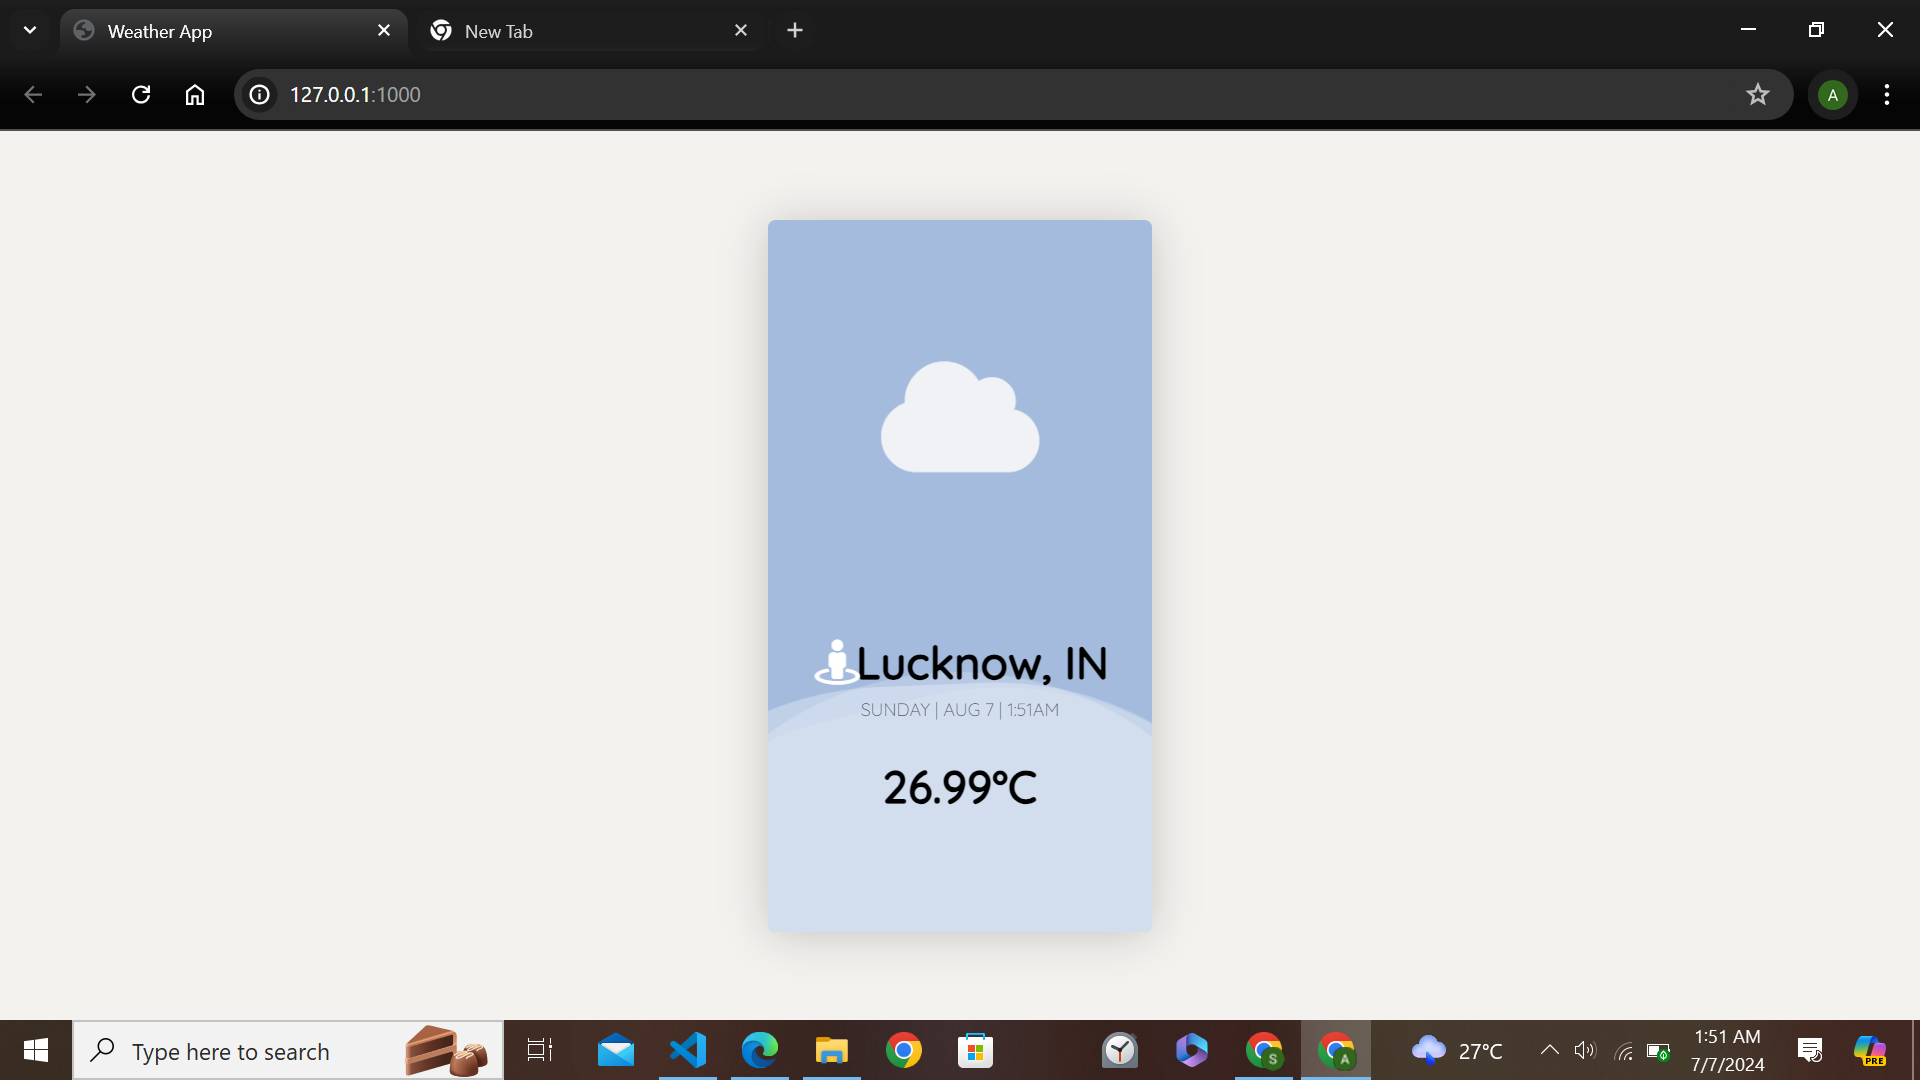 Weather App
New Tab
127.0.0.1:1000
A
Lucknow, IN
SUNDAY | AUG 7 | 1:51AM
26.99°C
Type here to search
S
A
27°C
1:51 AM
7/7/2024
PRE